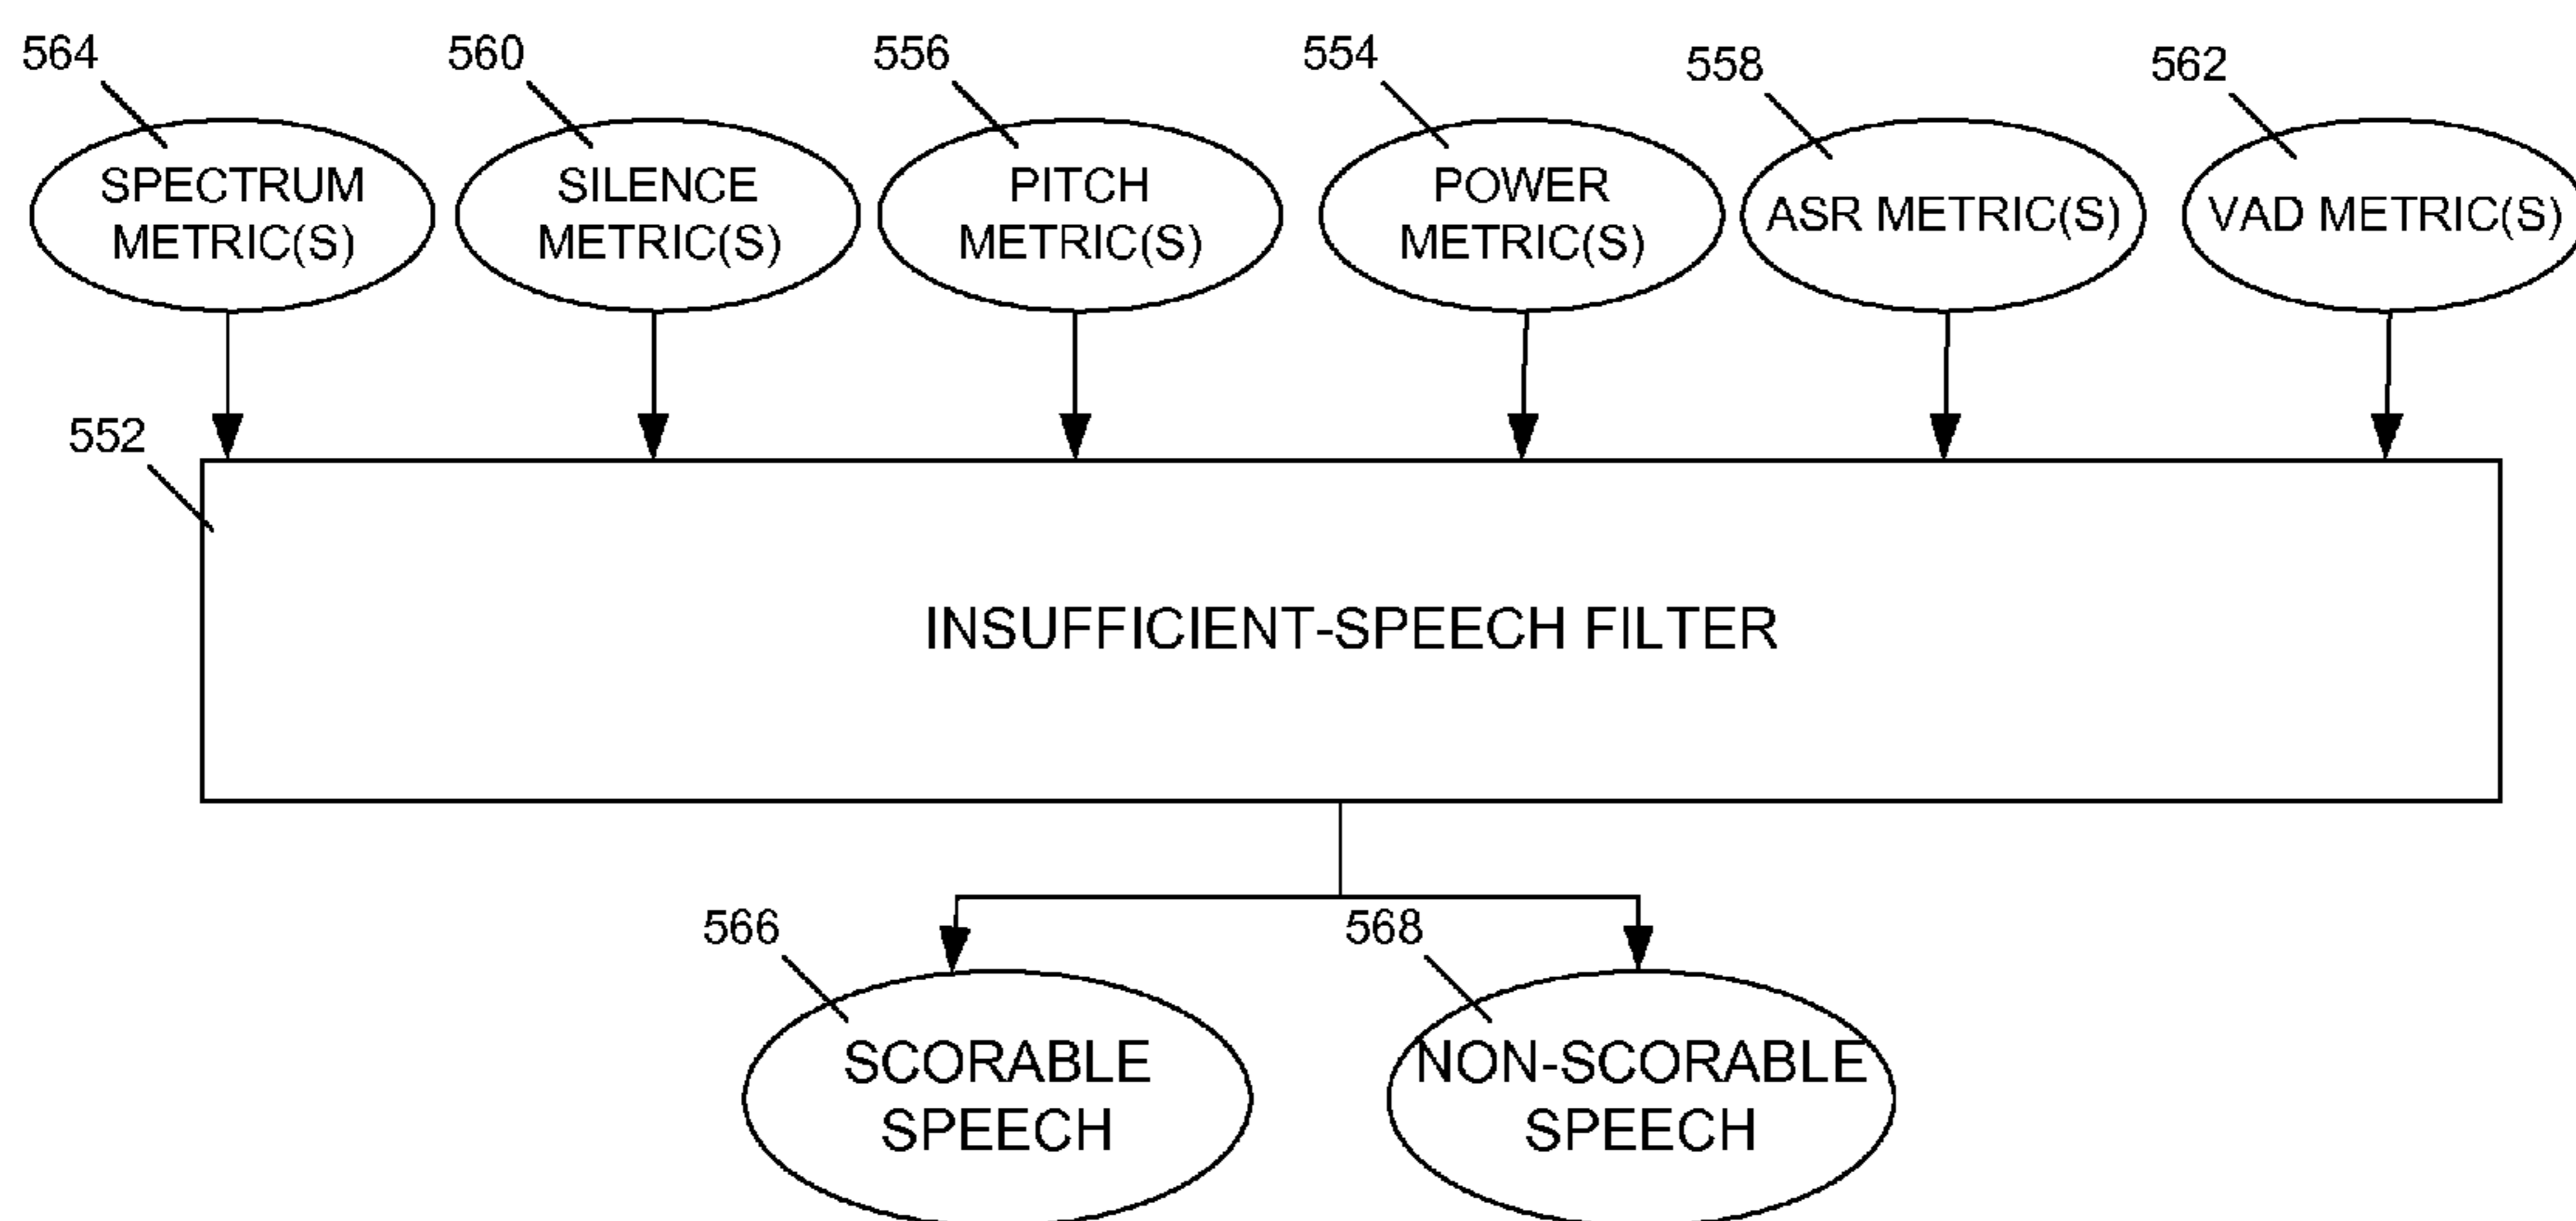 564
560
556
554
558
562
SPECTRUM
METRIC(S)
SILENCE
METRIC(S)
PITCH
METRIC(S)
POWER
METRIC(S)
ASR METRIC(S)
VAD METRIC(S)
552
INSUFFICIENT-SPEECH FILTER
566
568
SCORABLE
SPEECH
NON-SCORABLE
SPEECH